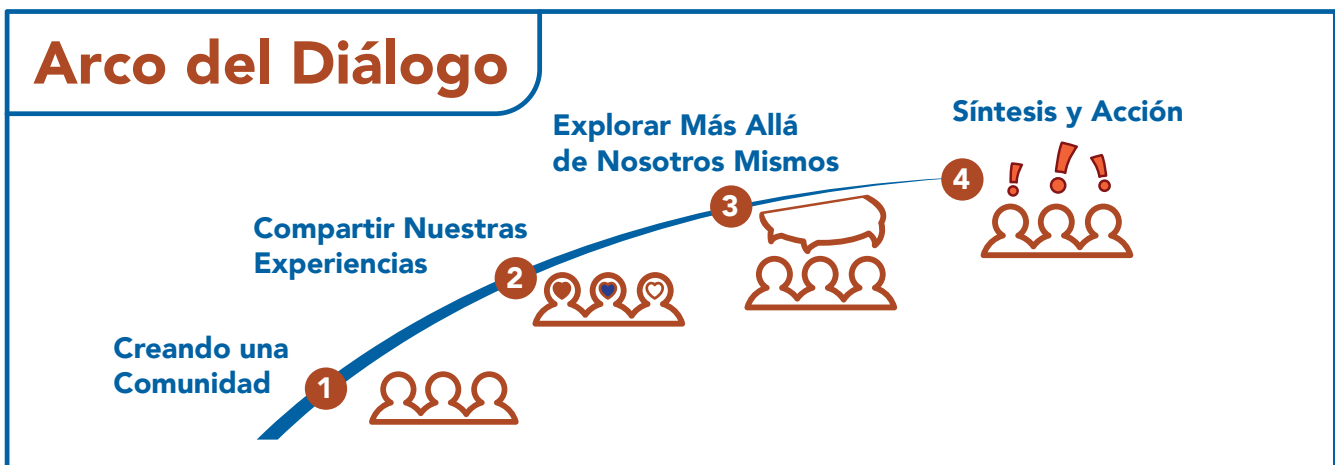 Arco del Diálogo
1
Creando una
Comunidad
2
Compartir Nuestras
Experiencias
3
Explorar Más Allá
de Nosotros Mismos
4
Síntesis y Acción